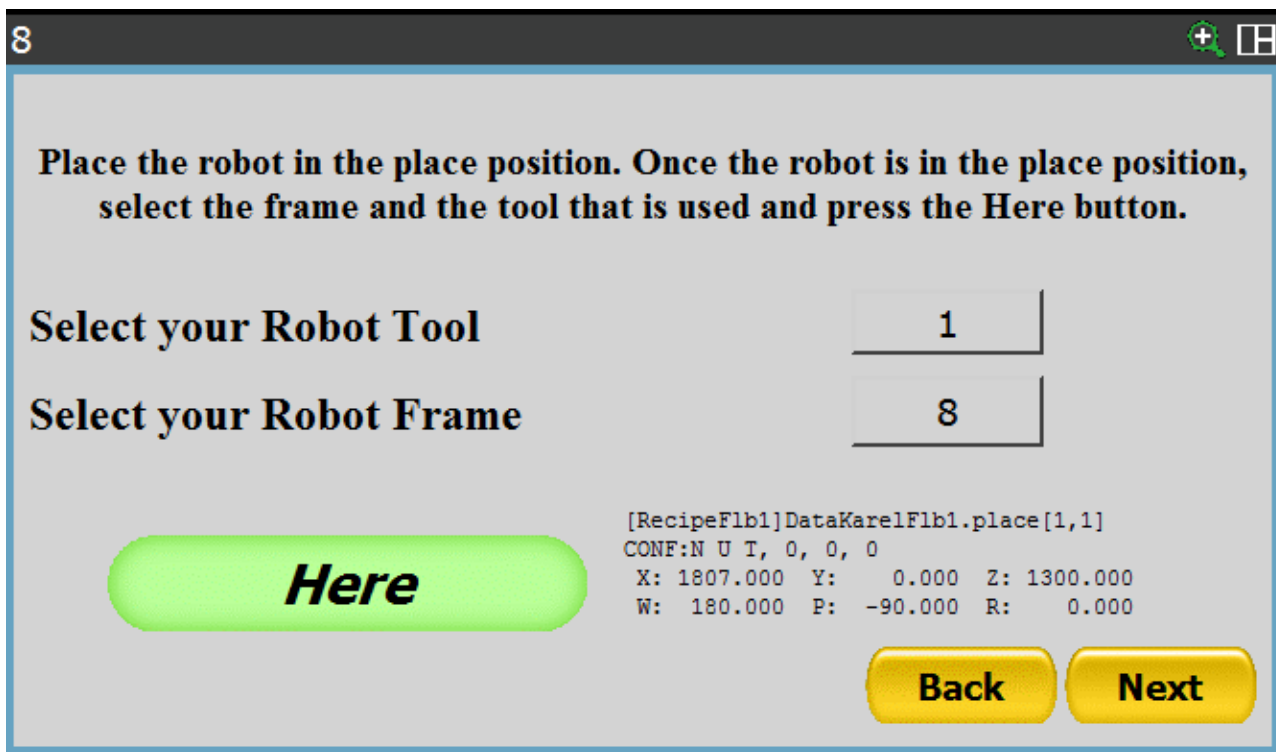 8
Place the robot in the place position. Once the robot is in the place position,
select the frame and the tool that is used and press the Here button.
Select your Robot Tool 1
Select your Robot Frame 8
[RecipeFlb1]DataKarelFlb1.place[1,1]
CONF:N U T, 0, 0, 0
X: 1807.000 Y: 0.000 Z: 1300.000
W: 180.000 P: -90.000 R: 0.000
Here
Back Next